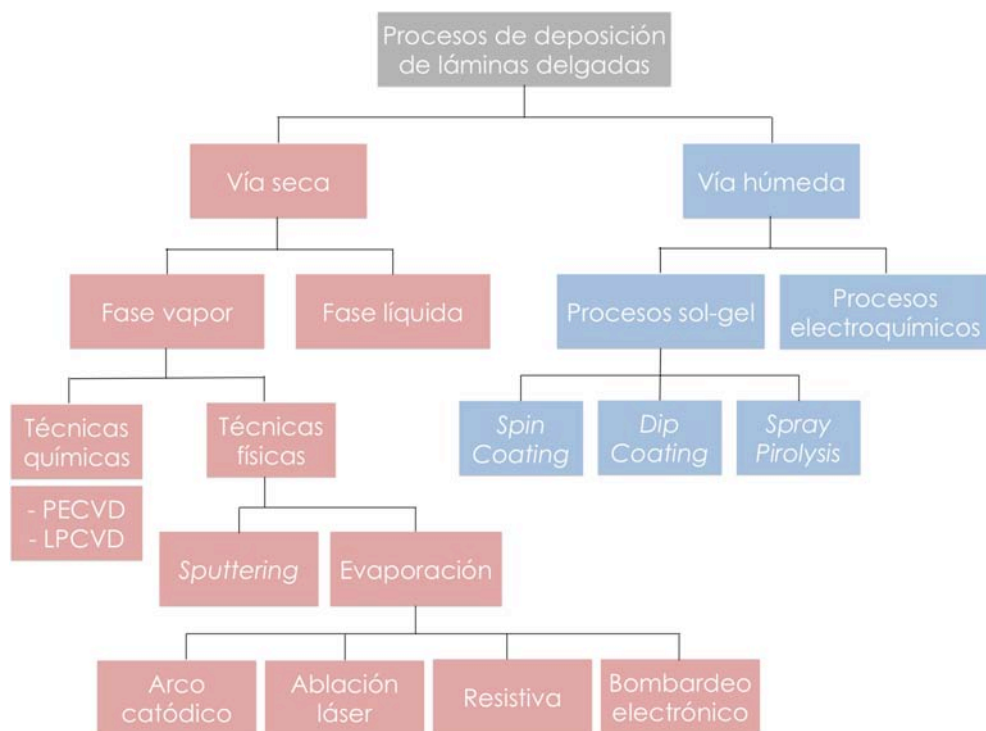 Procesos de deposición
de láminas delgadas
Vía seca
Vía húmeda
Fase vapor
Fase líquida
Procesos sol-gel
Procesos
electroquímicos
Técnicas
químicas
Técnicas
físicas
Spin
Coating
Dip
Coating
Spray
Pirolysis
- PECVD
- LPCVD
Sputtering
Evaporación
Arco
catódico
Ablación
láser
Resistiva
Bombardeo
electrónico